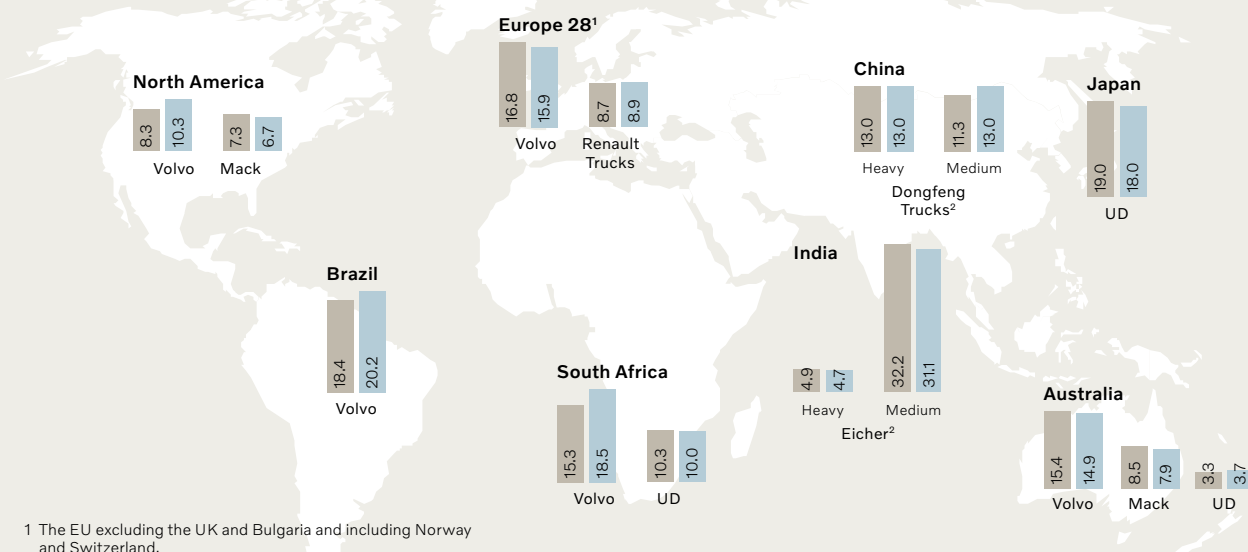 North America
8.3
10.3
7.3
6.7
Volvo
Mack
Europe 28¹
16.8
15.9
8.7
8.9
Volvo
Renault
Trucks
China
13.0
13.0
11.3
13.0
Heavy
Medium
Dongfeng
Trucks²
Japan
19.0
18.0
UD
Brazil
18.4
20.2
Volvo
South Africa
15.3
18.5
10.3
10.0
Volvo
UD
India
4.9
4.7
32.2
31.1
Heavy
Medium
Eicher²
Australia
15.4
14.9
8.5
7.9
3.3
3.7
Volvo
Mack
UD
1 The EU excluding the UK and Bulgaria and including Norway
and Switzerland.